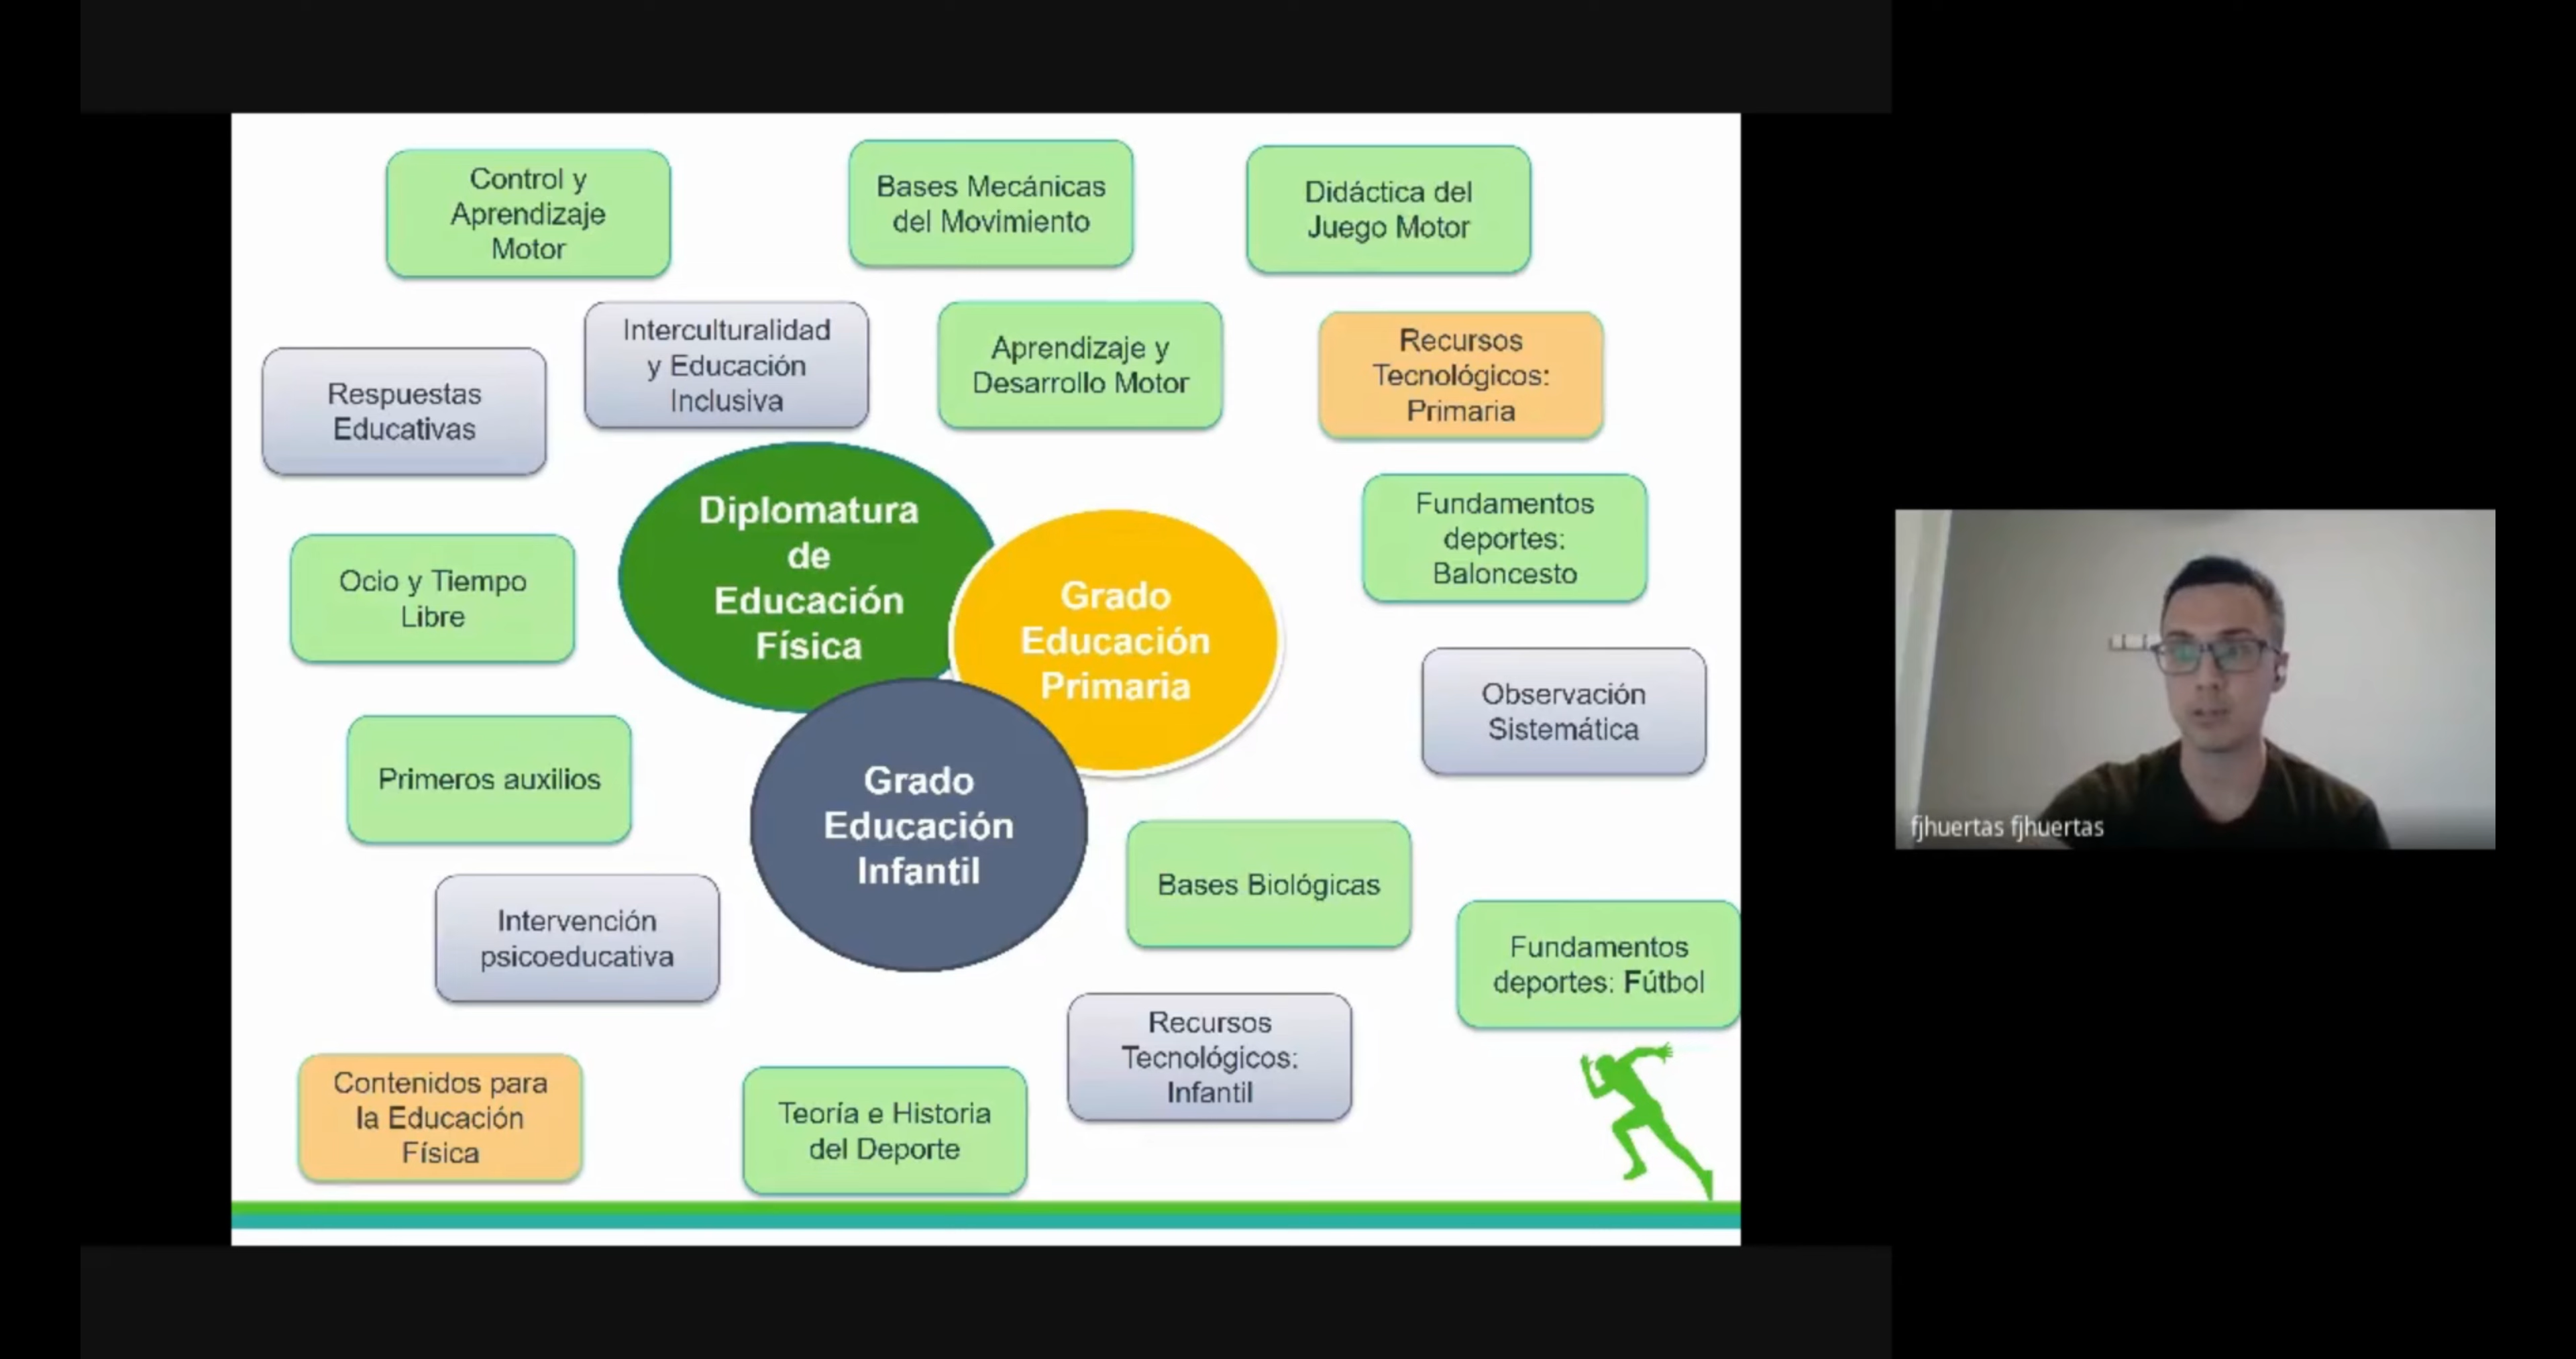 Control y
Aprendizaje
Motor
Bases Mecánicas
del Movimiento
Didáctica del
Juego Motor
Interculturalidad
y Educación
Inclusiva
Aprendizaje y
Desarrollo Motor
Recursos
Tecnológicos:
Primaria
Respuestas
Educativas
Diplomatura
de
Educación
Física
Fundamentos
deportes:
Baloncesto
Ocio y Tiempo
Libre
Grado
Educación
Primaria
Observación
Sistemática
Primeros auxilios
Grado
Educación
Infantil
fjhuertas fjhuertas
Bases Biológicas
Intervención
psicoeducativa
Fundamentos
deportes: Fútbol
Recursos
Tecnológicos:
Infantil
Contenidos para
la Educación
Física
Teoría e Historia
del Deporte